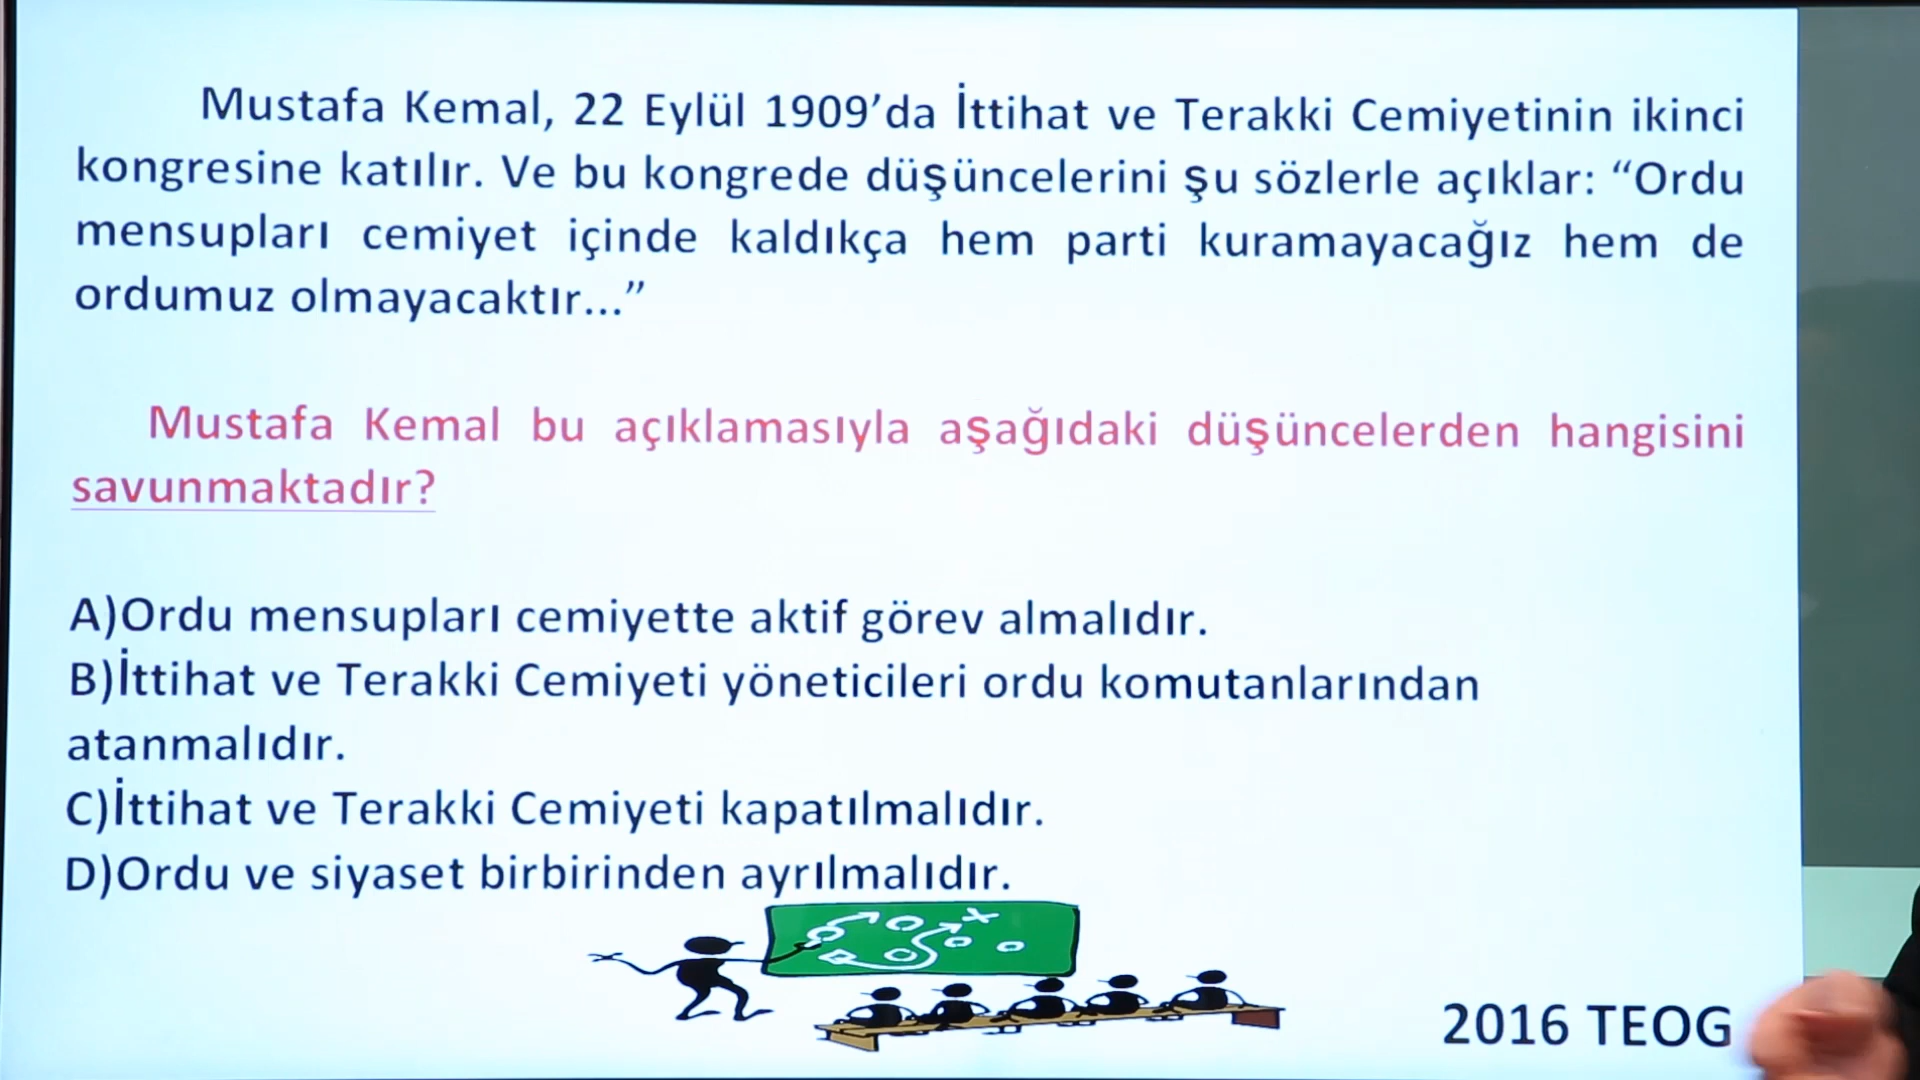 Mustafa Kemal, 22 Eylül 1909’da İttihat ve Terakki Cemiyetinin ikinci
kongresine katılır. Ve bu kongrede düşüncelerini şu sözlerle açıklar: “Ordu
mensupları cemiyet içinde kaldıkça hem parti kuramayacağız hem de
ordumuz olmayacaktır...”
Mustafa Kemal bu açıklamasıyla aşağıdaki düşüncelerden hangisini
savunmaktadır?
A)Ordu mensupları cemiyette aktif görev almalıdır.
B)İttihat ve Terakki Cemiyeti yöneticileri ordu komutanlarından
atanmalıdır.
C)İttihat ve Terakki Cemiyeti kapatılmalıdır.
D)Ordu ve siyaset birbirinden ayrılmalıdır.
2016 TEOG